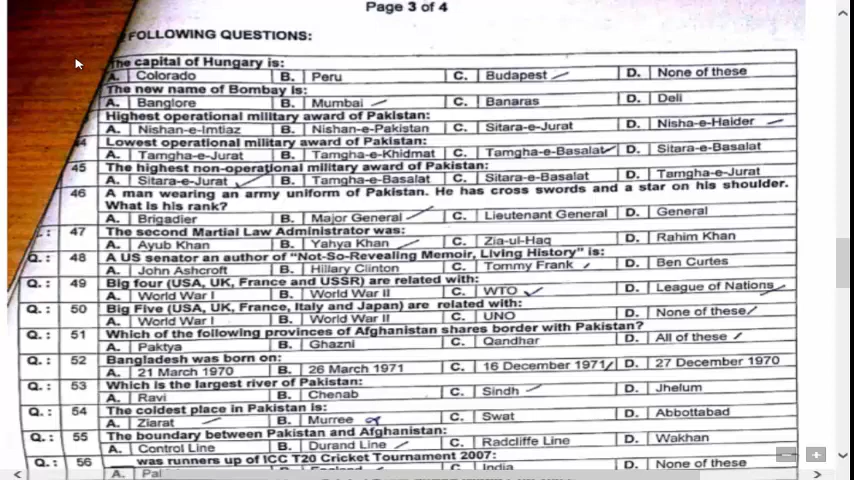 Page 3 of 4
FOLLOWING QUESTIONS:
The capital of Hungary is:
A. Colorado B. Peru C. Budapest D. None of these
The new name of Bombay is:
A. Banglore B. Mumbai C. Banaras D. Deli
Highest operational military award of Pakistan:
A. Nishan-e-Imtiaz B. Nishan-e-Pakistan C. Sitara-e-Jurat D. Nisha-e-Haider
Lowest operational military award of Pakistan:
A. Tamgha-e-Jurat B. Tamgha-e-Khidmat C. Tamgha-e-Basalat D. Sitara-e-Basalat
45 The highest non-operational military award of Pakistan:
A. Sitara-e-Jurat B. Tamgha-e-Basalat C. Sitara-e-Basalat D. Tamgha-e-Jurat
46 A man wearing an army uniform of Pakistan. He has cross swords and a star on his shoulder.
What is his rank?
A. Brigadier B. Major General C. Lieutenant General D. General
47 The second Martial Law Administrator was:
A. Ayub Khan B. Yahya Khan C. Zia-ul-Haq D. Rahim Khan
Q.: 48 A US senator an author of "Not-So-Revealing Memoir, Living History" is:
A. John Ashcroft B. Hillary Clinton C. Tommy Frank D. Ben Curtes
Q.: 49 Big four (USA, UK, France and USSR) are related with:
A. World War I B. World War II C. WTO D. League of Nations
Q.: 50 Big Five (USA, UK, France, Italy and Japan) are related with:
A. World War I B. World War II C. UNO D. None of these
Q.: 51 Which of the following provinces of Afghanistan shares border with Pakistan?
A. Paktya B. Ghazni C. Qandhar D. All of these
Q.: 52 Bangladesh was born on:
A. 21 March 1970 B. 26 March 1971 C. 16 December 1971 D. 27 December 1970
Q.: 53 Which is the largest river of Pakistan:
A. Ravi B. Chenab C. Sindh D. Jhelum
Q.: 54 The coldest place in Pakistan is:
A. Ziarat B. Murree C. Swat D. Abbottabad
Q.: 55 The boundary between Pakistan and Afghanistan:
A. Control Line B. Durand Line C. Radcliffe Line D. Wakhan
Q.: 56 was runners up of ICC T20 Cricket Tournament 2007:
A. England C. India D. None of these